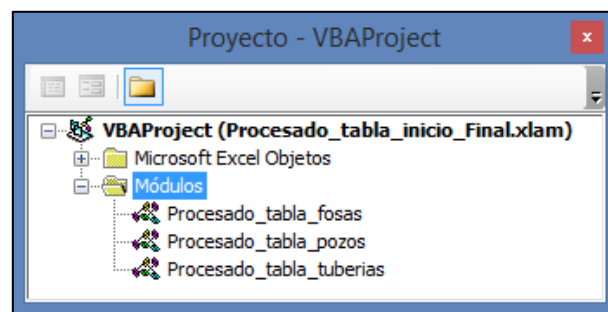 Proyecto - VBAProject
VBAProject (Procesado_tabla_inicio_Final.xlam)
Microsoft Excel Objetos
Módulos
Procesado_tabla_fosas
Procesado_tabla_pozos
Procesado_tabla_tuberias